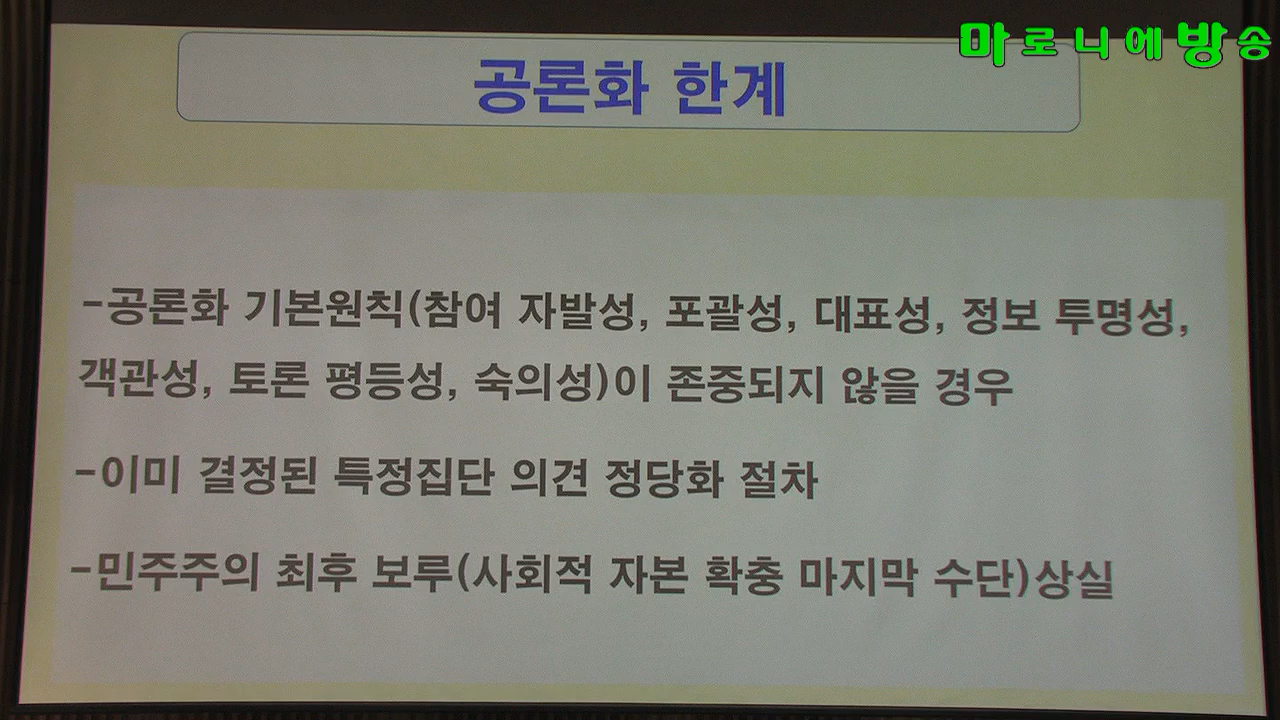 마로니에방송
공론화 한계
-공론화 기본원칙(참여 자발성, 포괄성, 대표성, 정보 투명성,
객관성, 토론 평등성, 숙의성)이 존중되지 않을 경우
-이미 결정된 특정집단 의견 정당화 절차
-민주주의 최후 보루(사회적 자본 확충 마지막 수단)상실